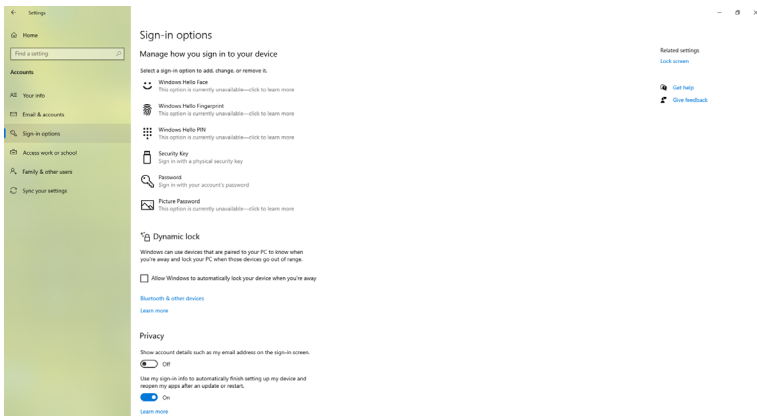 Settings
Home
Find a setting
Accounts
Your info
Email & accounts
Sign-in options
Access work or school
Family & other users
Sync your settings
Sign-in options
Manage how you sign in to your device
Select a sign-in option to add, change, or remove it.
Windows Hello Face
This option is currently unavailable—click to learn more
Windows Hello Fingerprint
This option is currently unavailable—click to learn more
Windows Hello PIN
This option is currently unavailable—click to learn more
Security Key
Sign in with a physical security key
Password
Sign in with your account's password
Picture Password
This option is currently unavailable—click to learn more
Dynamic lock
Windows can use devices that are paired to your PC to know when
you're away and lock your PC when those devices go out of range.
Allow Windows to automatically lock your device when you're away
Bluetooth & other devices
Learn more
Privacy
Show account details such as my email address on the sign-in screen.
Off
Use my sign-in info to automatically finish setting up my device and
reopen my apps after an update or restart.
On
Learn more
Related settings
Lock screen
Get help
Give feedback